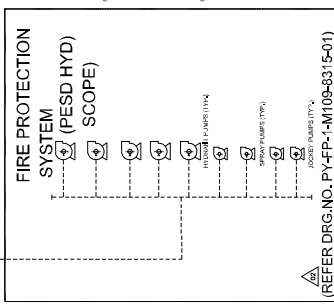 FIRE PROTECTION
SYSTEM
(PESD HYD)
SCOPE)
HYDRANT PUMPS (TYP.)
SPRAY PUMPS (TYP.)
JOCKEY PUMPS (TYP.)
02
(REFER DRG.NO. PY-FP-1-M109-8315-01)